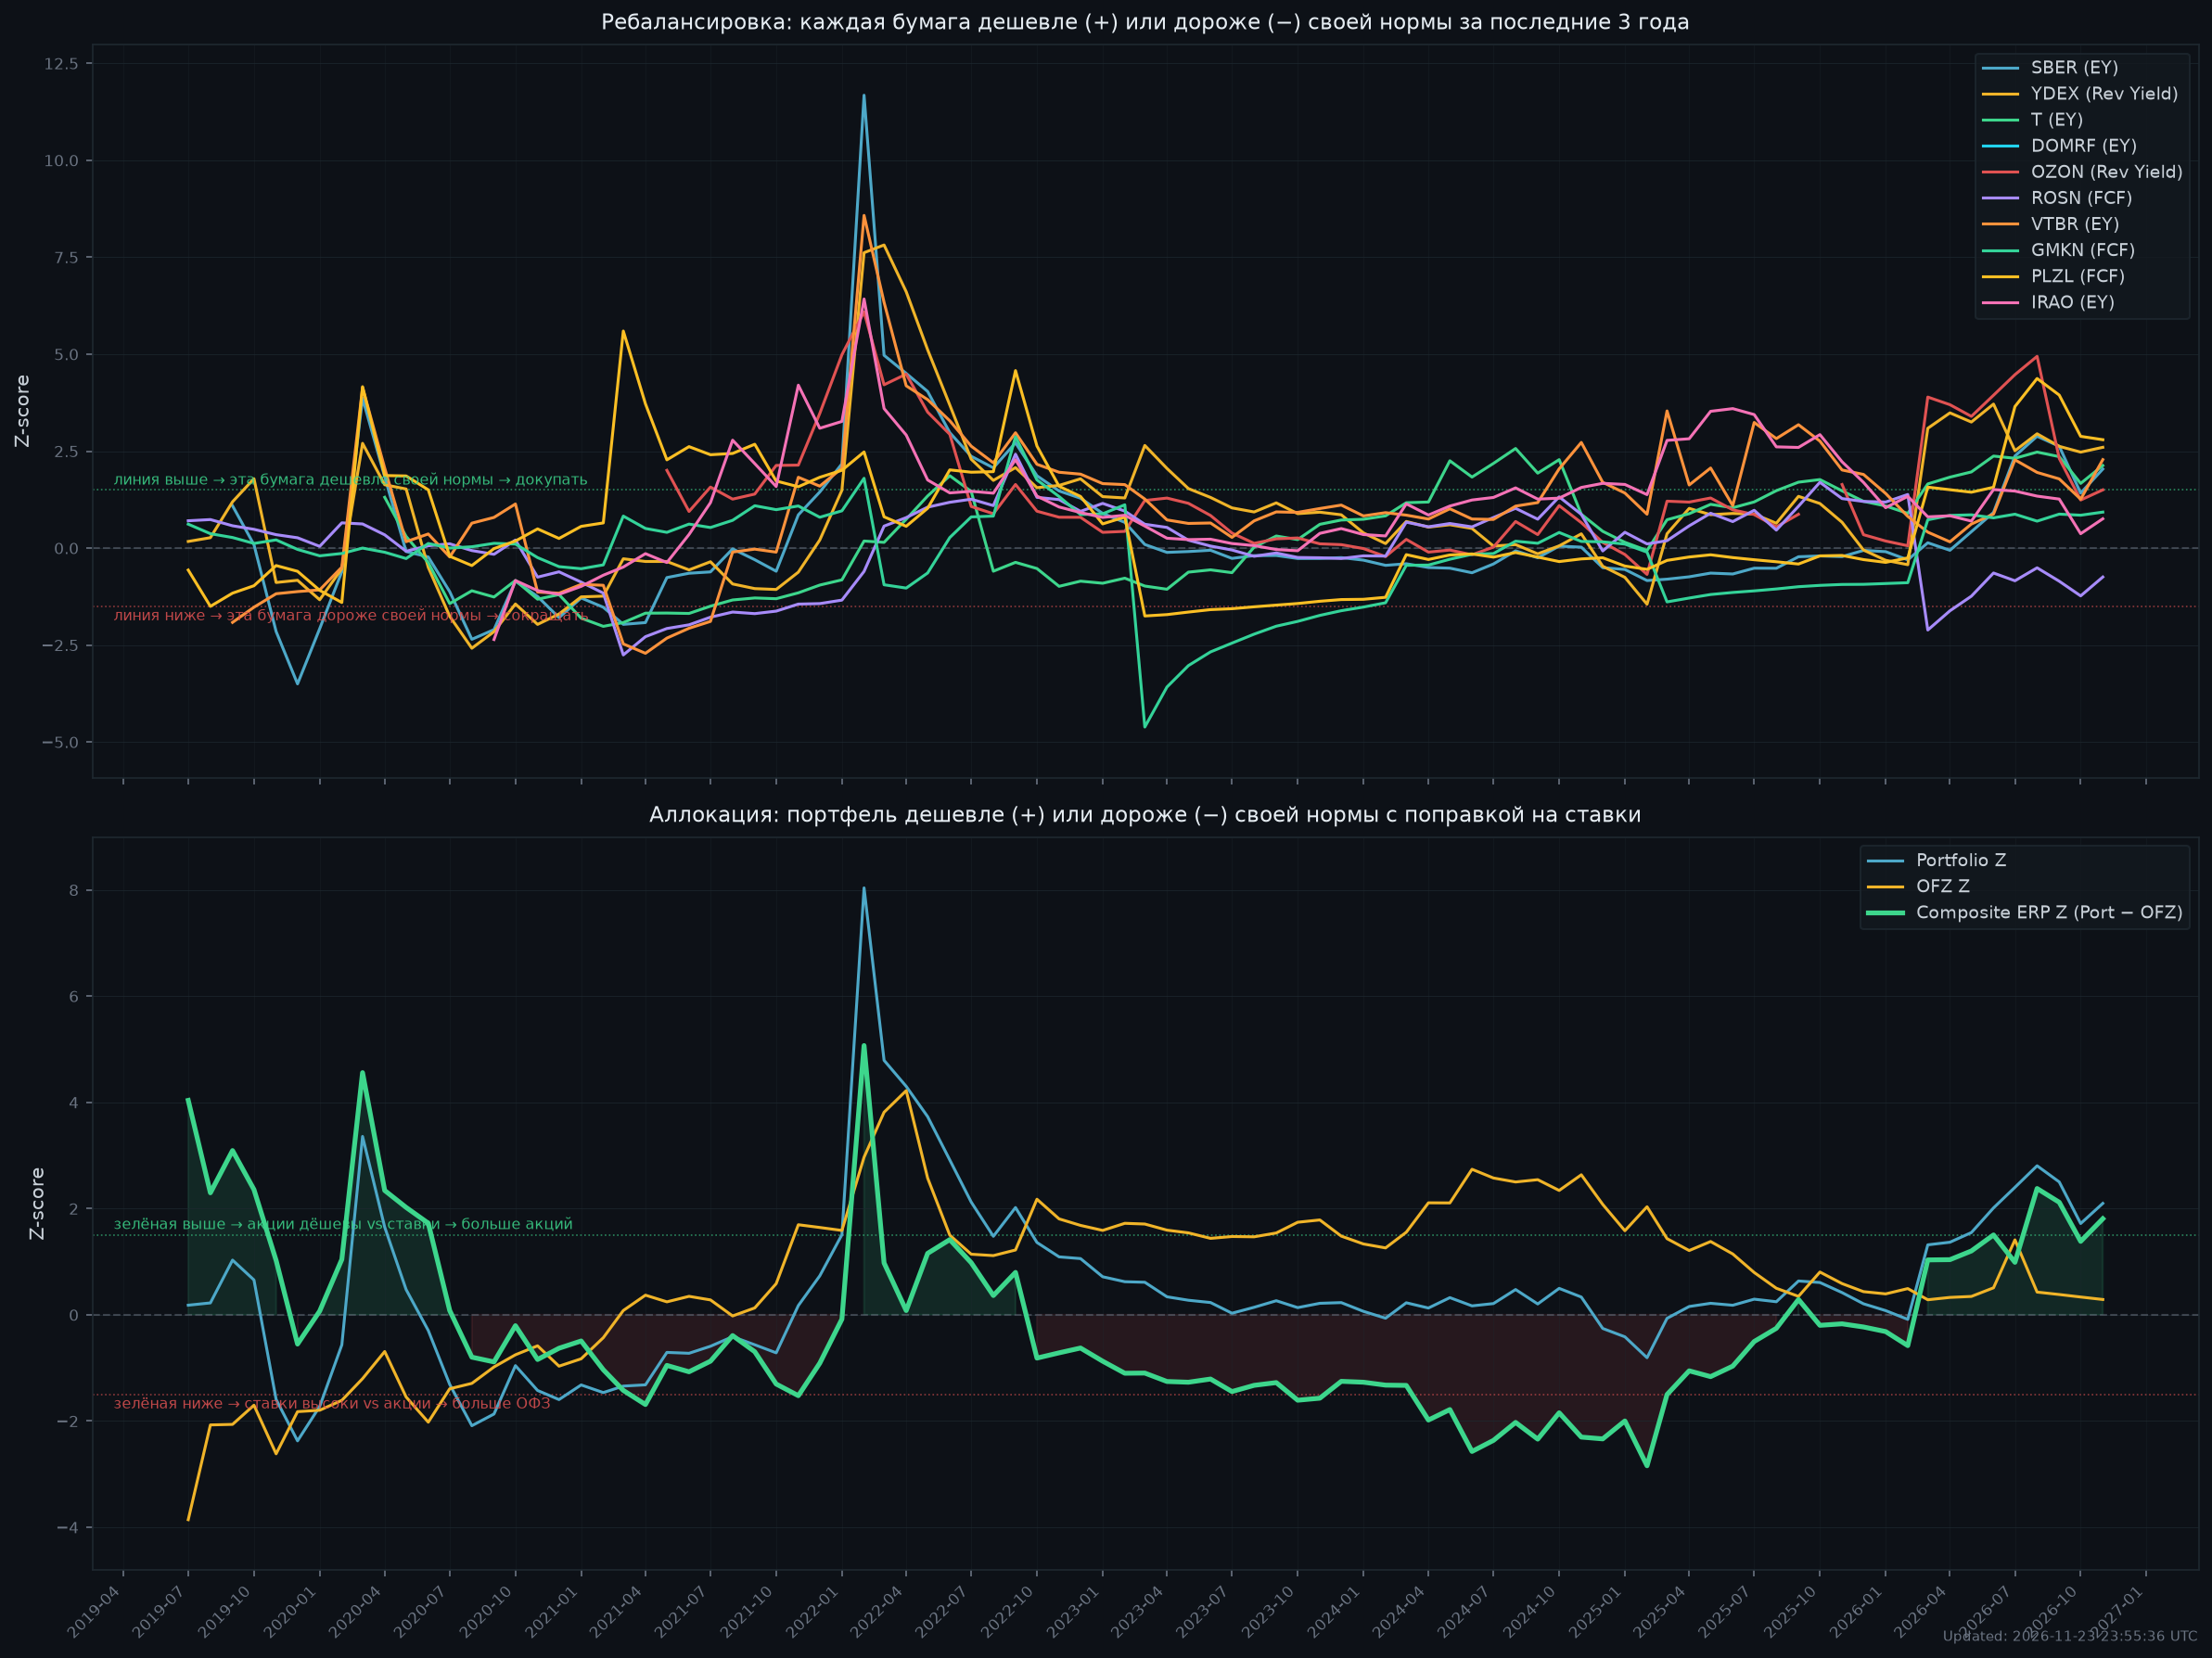 Ребалансировка: каждая бумага дешевле (+) или дороже (−) своей нормы за последние 3 года
12.5
10.0
7.5
5.0
2.5
0.0
−2.5
−5.0
Z-score
линия выше → эта бумага дешевле своей нормы → докупать
линия ниже → эта бумага дороже своей нормы → сокращать
SBER (EY)
YDEX (Rev Yield)
T (EY)
DOMRF (EY)
OZON (Rev Yield)
ROSN (FCF)
VTBR (EY)
GMKN (FCF)
PLZL (FCF)
IRAO (EY)
Аллокация: портфель дешевле (+) или дороже (−) своей нормы с поправкой на ставки
8
6
4
2
0
−2
−4
Z-score
зелёная выше → акции дёшевы vs ставки → больше акций
зелёная ниже → ставки высоки vs акции → больше ОФЗ
Portfolio Z
OFZ Z
Composite ERP Z (Port − OFZ)
2019-04
2019-07
2019-10
2020-01
2020-04
2020-07
2020-10
2021-01
2021-04
2021-07
2021-10
2022-01
2022-04
2022-07
2022-10
2023-01
2023-04
2023-07
2023-10
2024-01
2024-04
2024-07
2024-10
2025-01
2025-04
2025-07
2025-10
2026-01
2026-04
2026-07
2026-10
2027-01
Updated: 2026-11-23 23:55:36 UTC